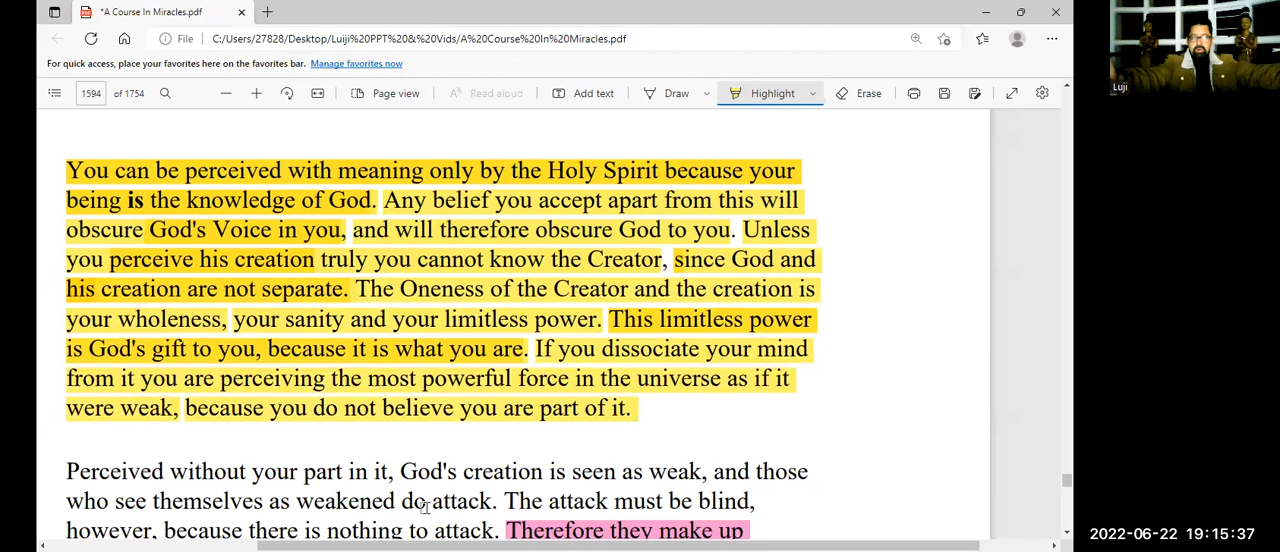 *A Course In Miracles.pdf
File
C:/Users/27828/Desktop/Luiji%20PPT%20&%20Vids/A%20Course%20In%20Miracles.pdf
For quick access, place your favorites here on the favorites bar. Manage favorites now
1594 of 1754
Page view
Read aloud
Add text
Draw
Highlight
Erase
You can be perceived with meaning only by the Holy Spirit because your
being is the knowledge of God. Any belief you accept apart from this will
obscure God's Voice in you, and will therefore obscure God to you. Unless
you perceive his creation truly you cannot know the Creator, since God and
his creation are not separate. The Oneness of the Creator and the creation is
your wholeness, your sanity and your limitless power. This limitless power
is God's gift to you, because it is what you are. If you dissociate your mind
from it you are perceiving the most powerful force in the universe as if it
were weak, because you do not believe you are part of it.
Perceived without your part in it, God's creation is seen as weak, and those
who see themselves as weakened do attack. The attack must be blind,
however, because there is nothing to attack. Therefore they make up
Luji
2022-06-22 19:15:37